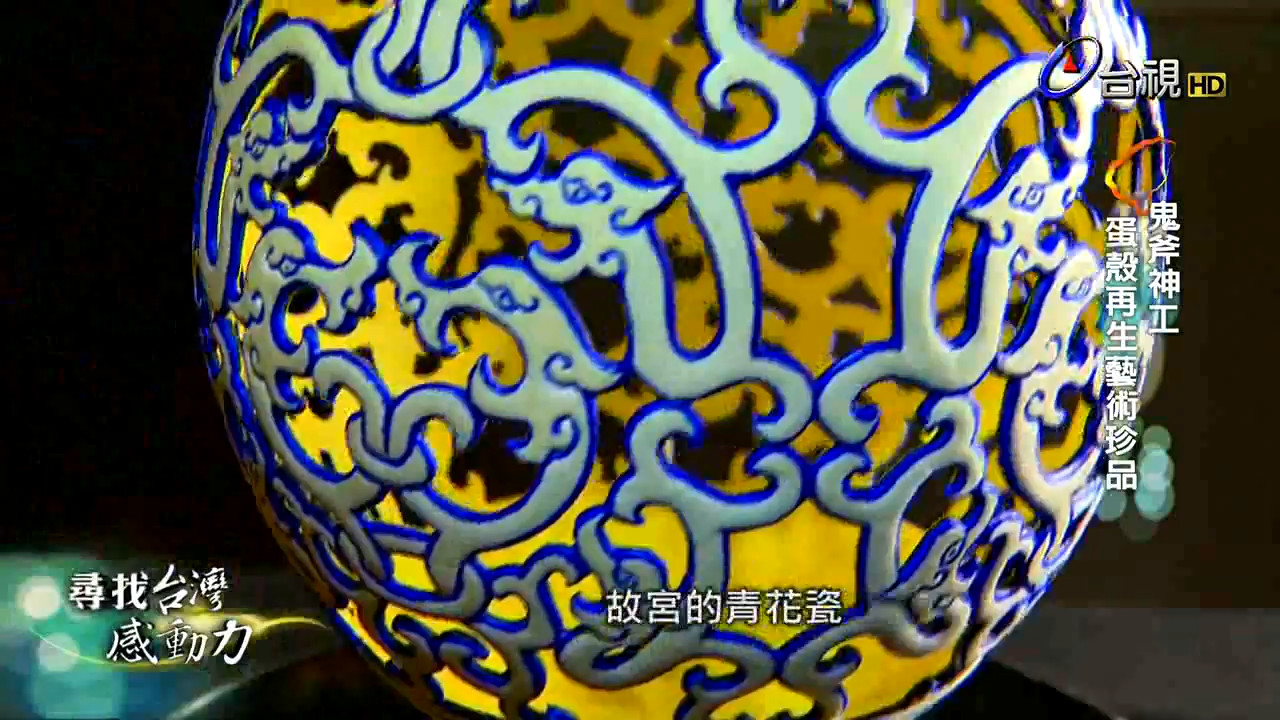 台視 HD
鬼斧神工
蛋殼再生藝術珍品
故宮的青花瓷
尋找台灣
感動力